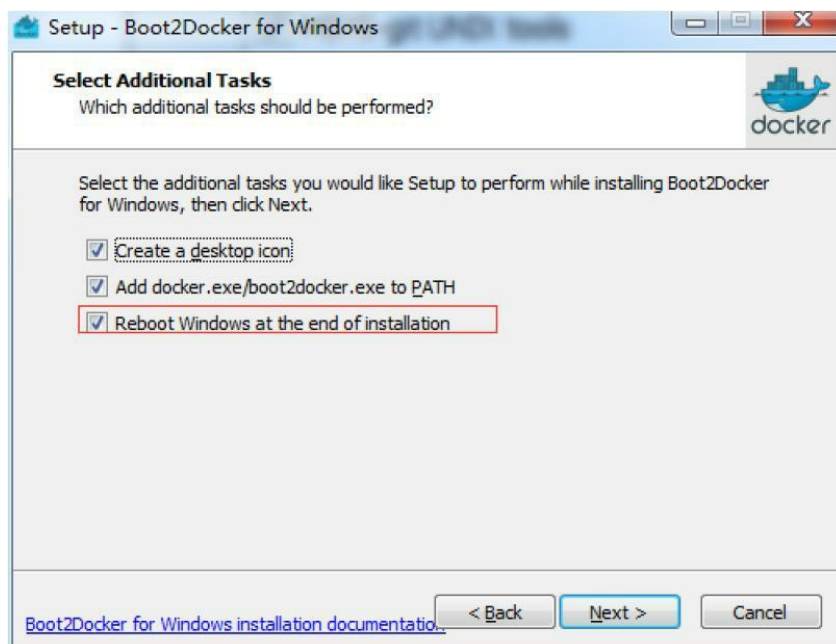 Setup - Boot2Docker for Windows
git UNIX tools
Select Additional Tasks
Which additional tasks should be performed?
docker
Select the additional tasks you would like Setup to perform while installing Boot2Docker
for Windows, then click Next.
Create a desktop icon
Add docker.exe/boot2docker.exe to PATH
Reboot Windows at the end of installation
Boot2Docker for Windows installation documentation
< Back
Next >
Cancel